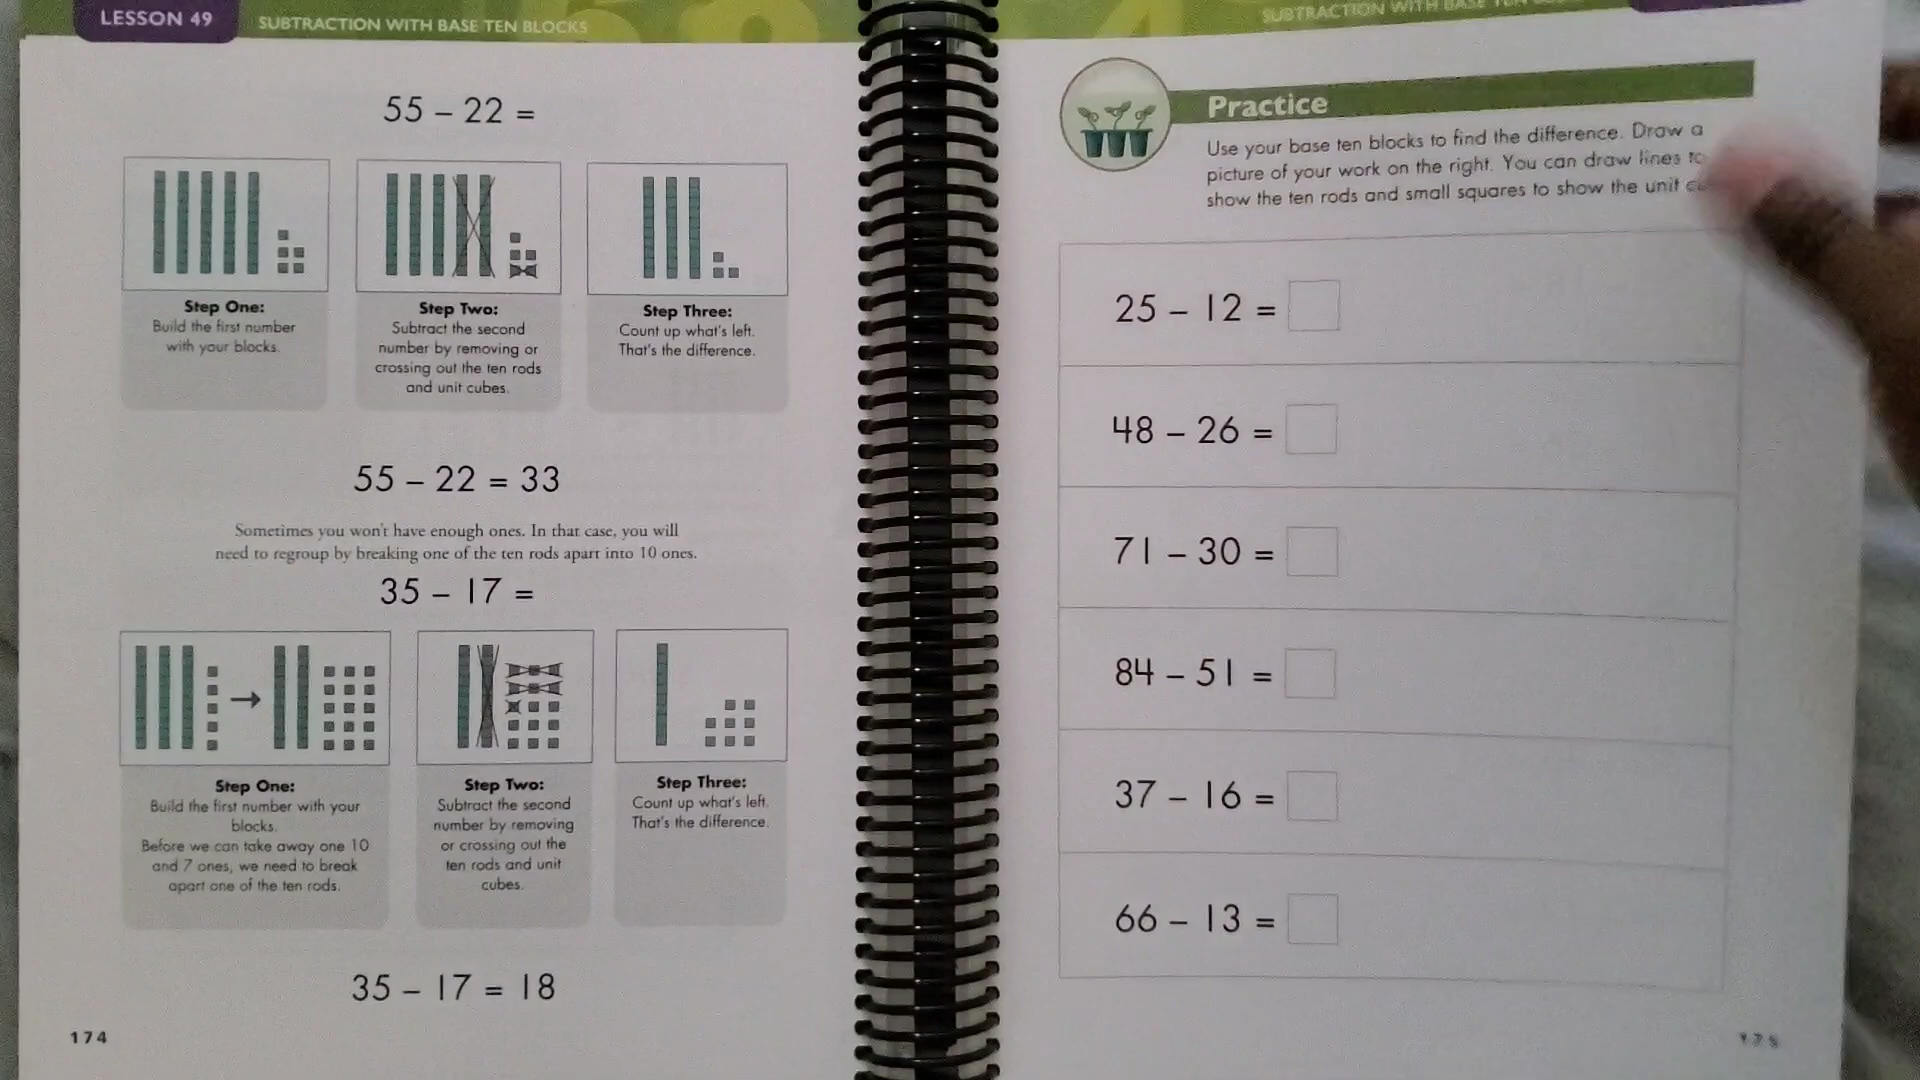 LESSON 49
SUBTRACTION WITH BASE TEN BLOCKS
55 – 22 =
Step One:
Build the first number
with your blocks.
Step Two:
Subtract the second
number by removing or
crossing out the ten rods
and unit cubes.
Step Three:
Count up what's left.
That's the difference.
55 – 22 = 33
Sometimes you won't have enough ones. In that case, you will
need to regroup by breaking one of the ten rods apart into 10 ones.
35 – 17 =
Step One:
Build the first number with your
blocks.
Before we can take away one 10
and 7 ones, we need to break
apart one of the ten rods.
Step Two:
Subtract the second
number by removing
or crossing out the
ten rods and unit
cubes.
Step Three:
Count up what's left.
That's the difference.
35 – 17 = 18
174
SUBTRACTION WITH BASE TEN
Practice
Use your base ten blocks to find the difference. Draw a
picture of your work on the right. You can draw lines to
show the ten rods and small squares to show the unit
25 – 12 =
48 – 26 =
71 – 30 =
84 – 51 =
37 – 16 =
66 – 13 =
175